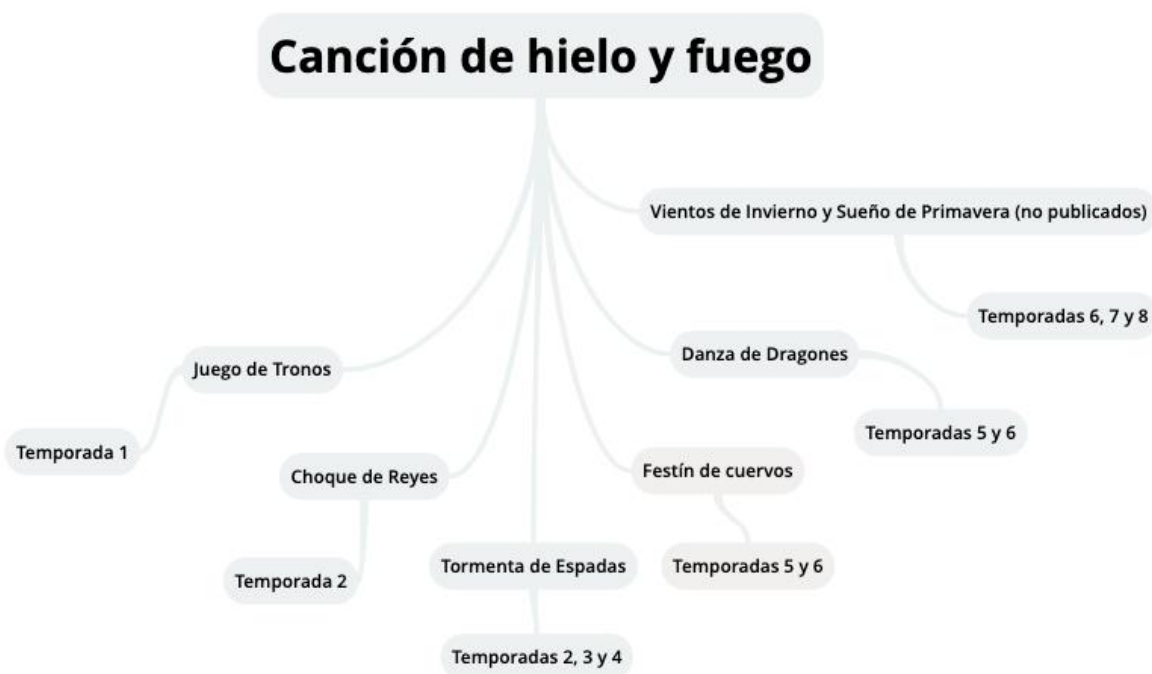 Canción de hielo y fuego
Vientos de Invierno y Sueño de Primavera (no publicados)
Temporadas 6, 7 y 8
Danza de Dragones
Juego de Tronos
Temporadas 5 y 6
Temporada 1
Festín de cuervos
Choque de Reyes
Tormenta de Espadas
Temporadas 5 y 6
Temporada 2
Temporadas 2, 3 y 4